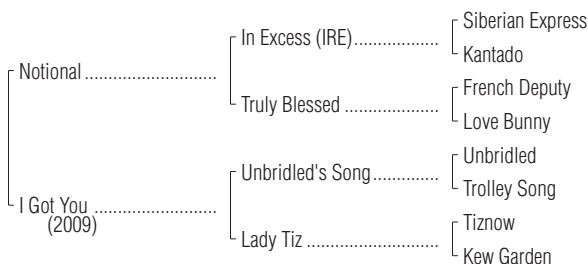 Siberian Express
In Excess (IRE)
Kantado
Notional
French Deputy
Truly Blessed
Love Bunny
Unbridled
Unbridled's Song
Trolley Song
I Got You
(2009)
Tiznow
Lady Tiz
Kew Garden